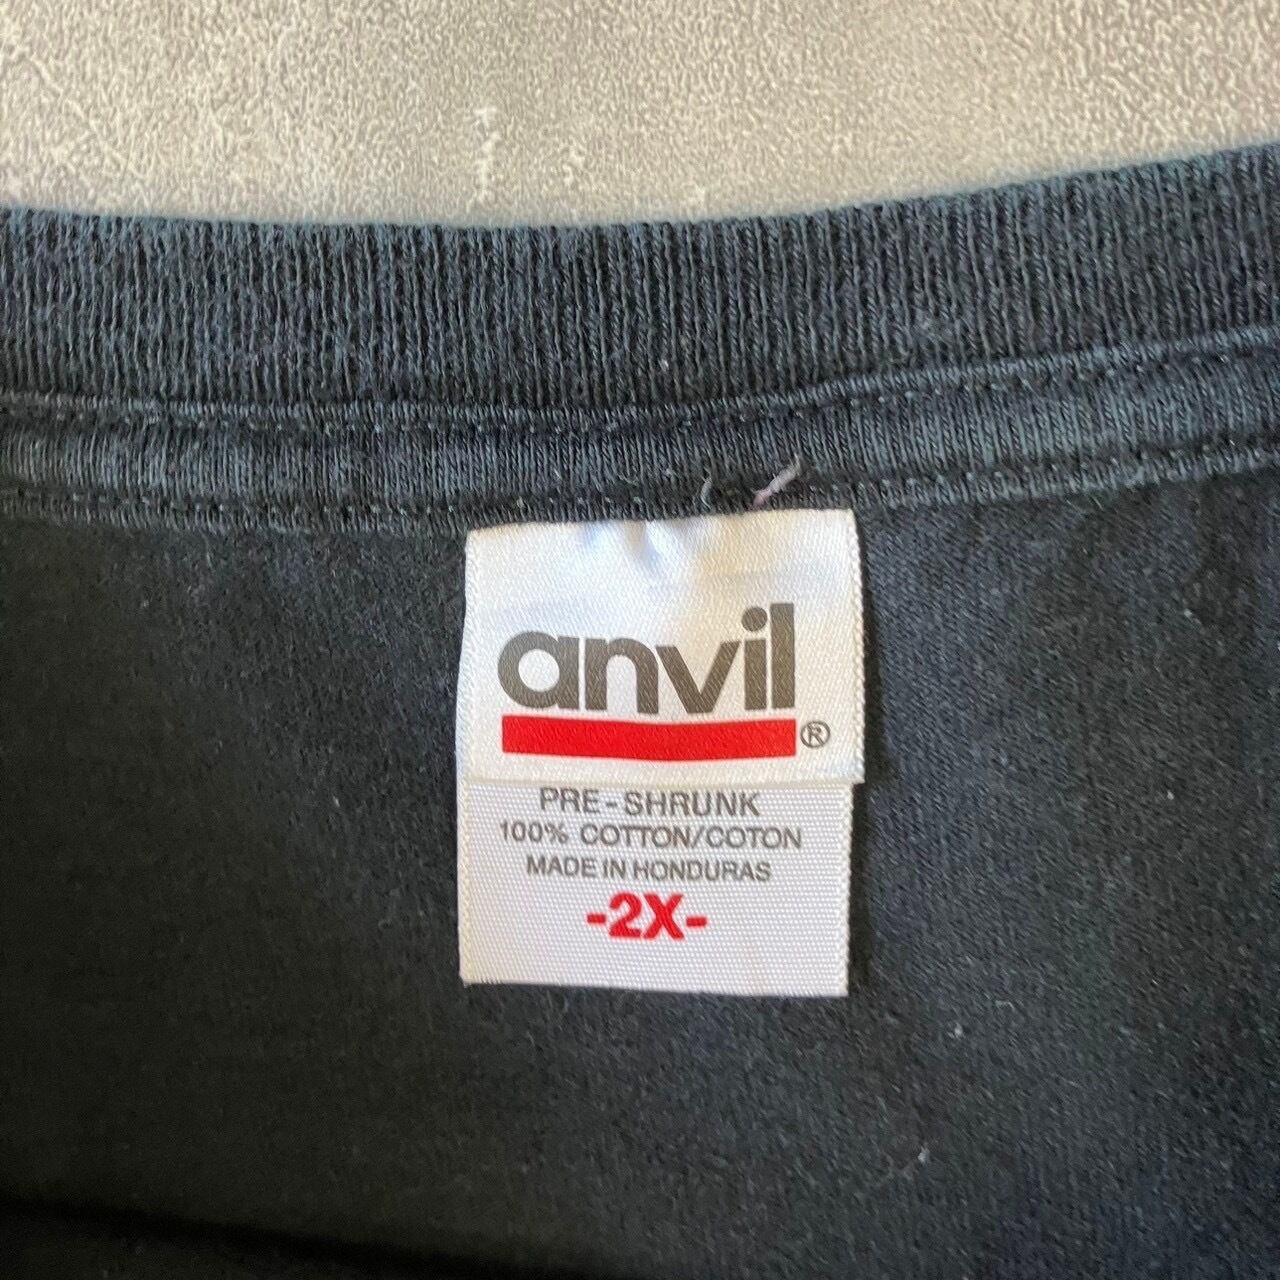 anvil®
PRE-SHRUNK
100% COTTON/COTON
MADE IN HONDURAS
-2X-